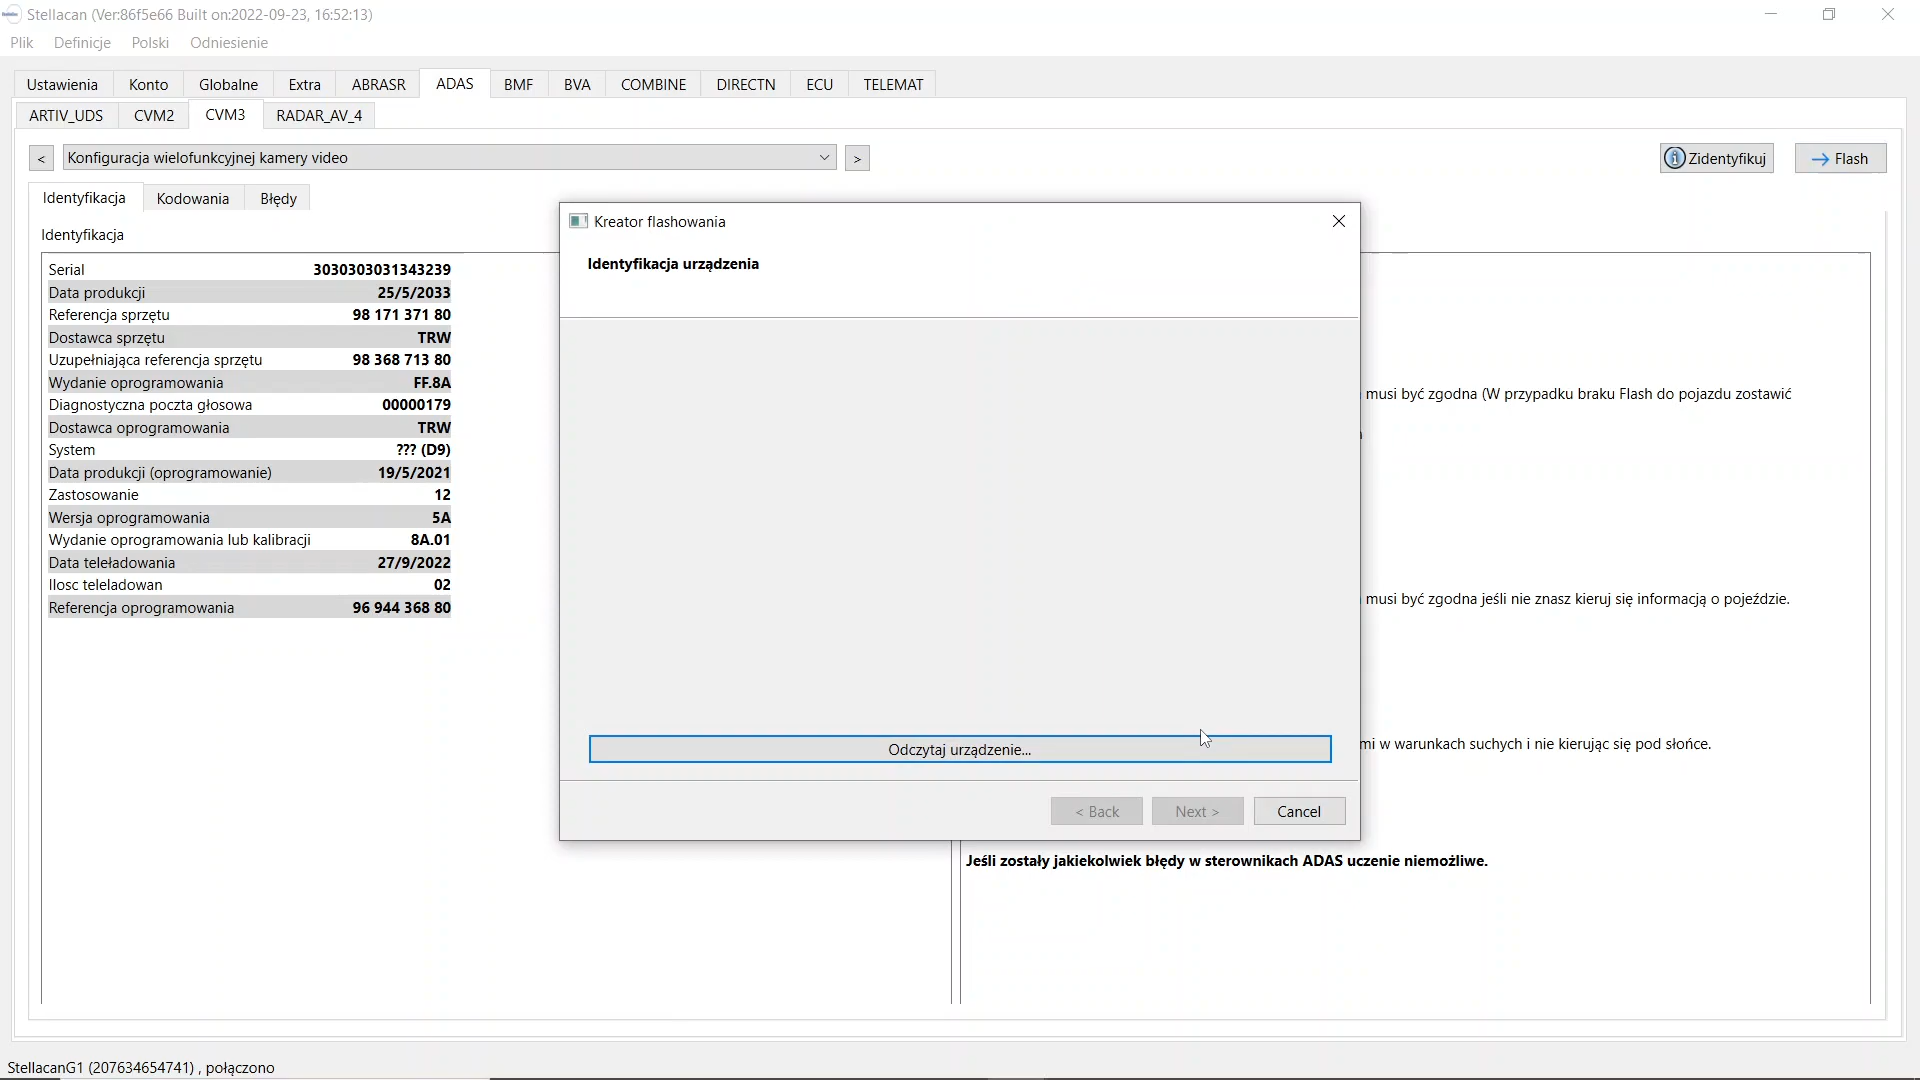 Stellacan (Ver:86f5e66 Built on:2022-09-23, 16:52:13)
Plik Definicje Polski Odniesienie
Ustawienia Konto Globalne Extra ABRASR ADAS BMF BVA COMBINE DIRECTN ECU TELEMAT
ARTIV_UDS CVM2 CVM3 RADAR_AV_4
< Konfiguracja wielofunkcyjnej kamery video > Zidentyfikuj Flash
Identyfikacja Kodowania Błędy
Identyfikacja
Serial 3030303031343239
Data produkcji 25/5/2033
Referencja sprzętu 98 171 371 80
Dostawca sprzętu TRW
Uzupełniająca referencja sprzętu 98 368 713 80
Wydanie oprogramowania FF.8A
Diagnostyczna poczta głosowa 00000179
Dostawca oprogramowania TRW
System ??? (D9)
Data produkcji (oprogramowanie) 19/5/2021
Zastosowanie 12
Wersja oprogramowania 5A
Wydanie oprogramowania lub kalibracji 8A.01
Data teleładowania 27/9/2022
Ilosc teleladowan 02
Referencja oprogramowania 96 944 368 80
Kreator flashowania
Identyfikacja urządzenia
Odczytaj urządzenie...
< Back Next > Cancel
musi być zgodna (W przypadku braku Flash do pojazdu zostawić
musi być zgodna jeśli nie znasz kieruj się informacją o pojeździe.
mi w warunkach suchych i nie kierując się pod słońce.
Jeśli zostały jakiekolwiek błędy w sterownikach ADAS uczenie niemożliwe.
StellacanG1 (207634654741) , połączono